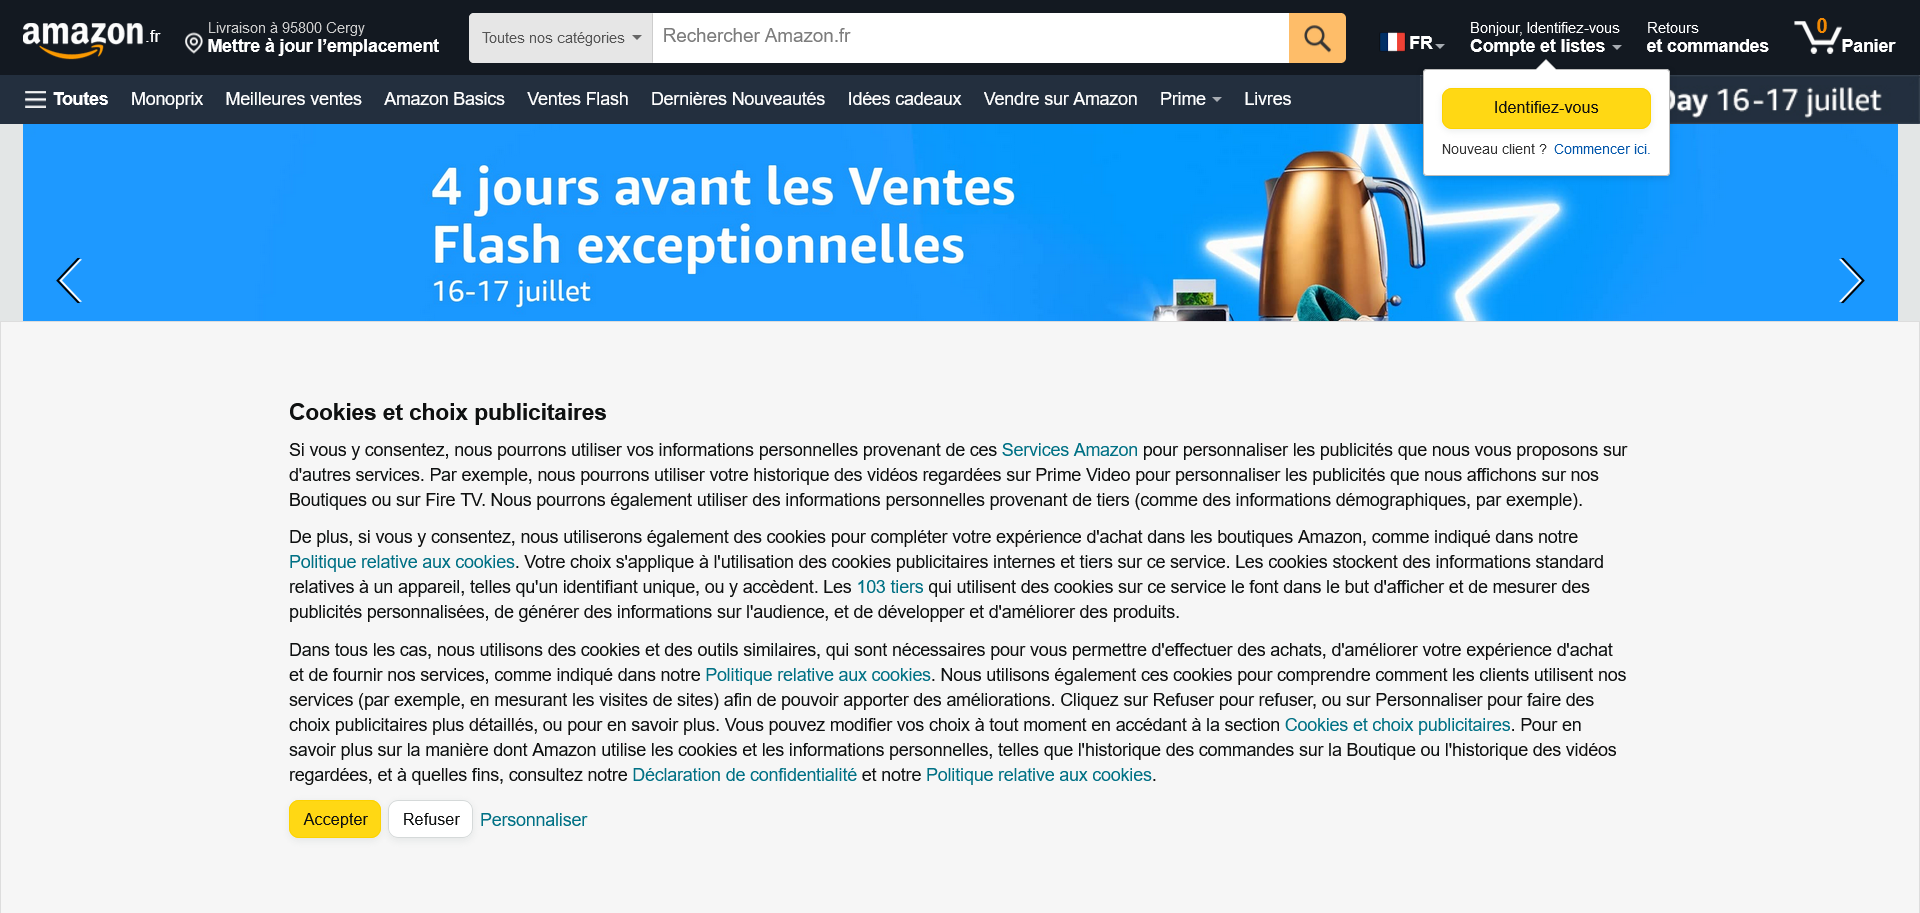 amazon.fr
Livraison à 95800 Cergy
Mettre à jour l’emplacement
Toutes nos catégories
Rechercher Amazon.fr
FR
Bonjour, Identifiez-vous
Compte et listes
Retours
et commandes
0
Panier
Toutes
Monoprix
Meilleures ventes
Amazon Basics
Ventes Flash
Dernières Nouveautés
Idées cadeaux
Vendre sur Amazon
Prime
Livres
16-17 juillet
Identifiez-vous
Nouveau client ? Commencer ici.
4 jours avant les Ventes
Flash exceptionnelles
16-17 juillet
Cookies et choix publicitaires
Si vous y consentez, nous pourrons utiliser vos informations personnelles provenant de ces Services Amazon pour personnaliser les publicités que nous vous proposons sur
d'autres services. Par exemple, nous pourrons utiliser votre historique des vidéos regardées sur Prime Video pour personnaliser les publicités que nous affichons sur nos
Boutiques ou sur Fire TV. Nous pourrons également utiliser des informations personnelles provenant de tiers (comme des informations démographiques, par exemple).
De plus, si vous y consentez, nous utiliserons également des cookies pour compléter votre expérience d'achat dans les boutiques Amazon, comme indiqué dans notre
Politique relative aux cookies. Votre choix s'applique à l'utilisation des cookies publicitaires internes et tiers sur ce service. Les cookies stockent des informations standard
relatives à un appareil, telles qu'un identifiant unique, ou y accèdent. Les 103 tiers qui utilisent des cookies sur ce service le font dans le but d'afficher et de mesurer des
publicités personnalisées, de générer des informations sur l'audience, et de développer et d'améliorer des produits.
Dans tous les cas, nous utilisons des cookies et des outils similaires, qui sont nécessaires pour vous permettre d'effectuer des achats, d'améliorer votre expérience d'achat
et de fournir nos services, comme indiqué dans notre Politique relative aux cookies. Nous utilisons également ces cookies pour comprendre comment les clients utilisent nos
services (par exemple, en mesurant les visites de sites) afin de pouvoir apporter des améliorations. Cliquez sur Refuser pour refuser, ou sur Personnaliser pour faire des
choix publicitaires plus détaillés, ou pour en savoir plus. Vous pouvez modifier vos choix à tout moment en accédant à la section Cookies et choix publicitaires. Pour en
savoir plus sur la manière dont Amazon utilise les cookies et les informations personnelles, telles que l'historique des commandes sur la Boutique ou l'historique des vidéos
regardées, et à quelles fins, consultez notre Déclaration de confidentialité et notre Politique relative aux cookies.
Accepter
Refuser
Personnaliser